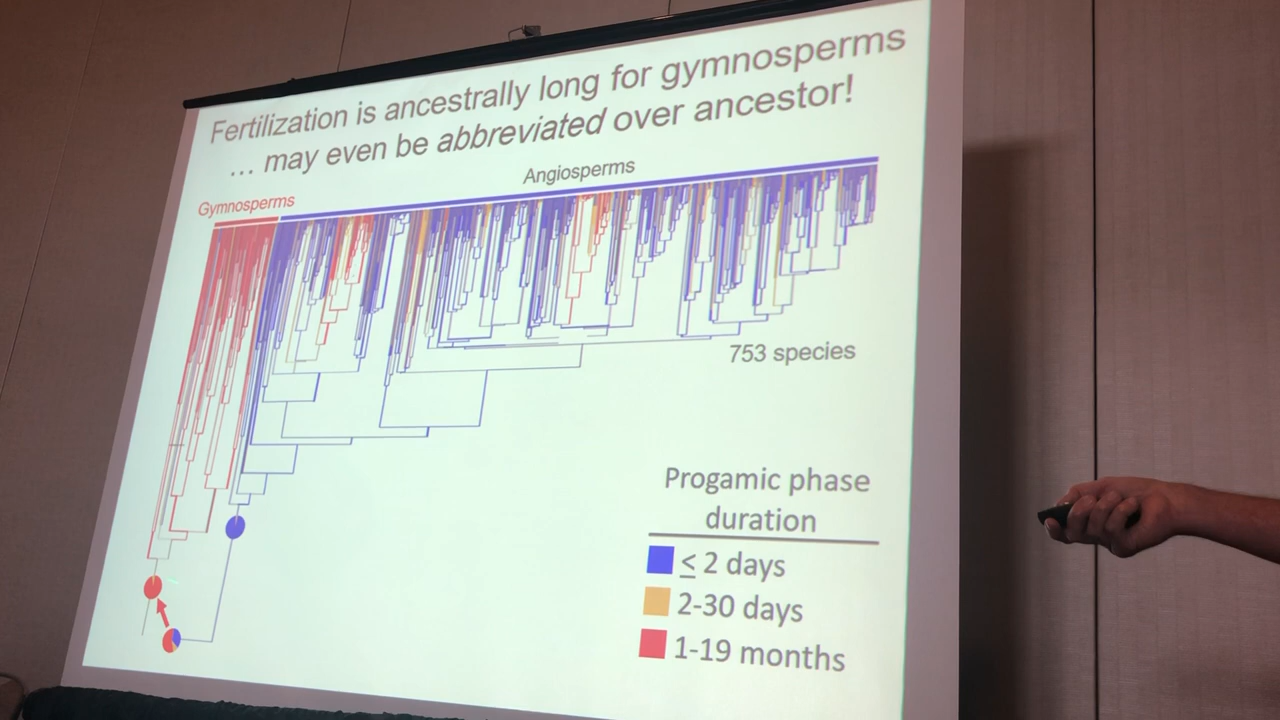 Fertilization is ancestrally long for gymnosperms
… may even be abbreviated over ancestor!
Angiosperms
Gymnosperms
753 species
Progamic phase
duration
≤ 2 days
2-30 days
1-19 months